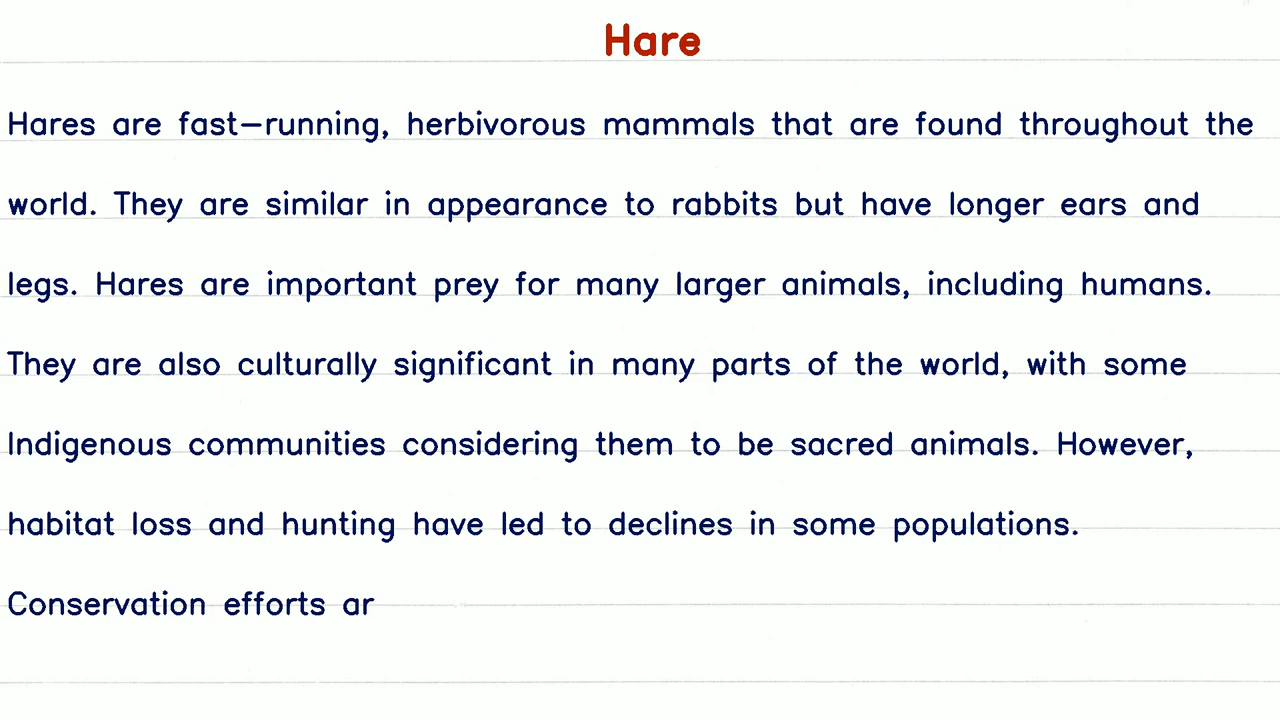 Hare
Hares are fast-running, herbivorous mammals that are found throughout the
world. They are similar in appearance to rabbits but have longer ears and
legs. Hares are important prey for many larger animals, including humans.
They are also culturally significant in many parts of the world, with some
Indigenous communities considering them to be sacred animals. However,
habitat loss and hunting have led to declines in some populations.
Conservation efforts ar